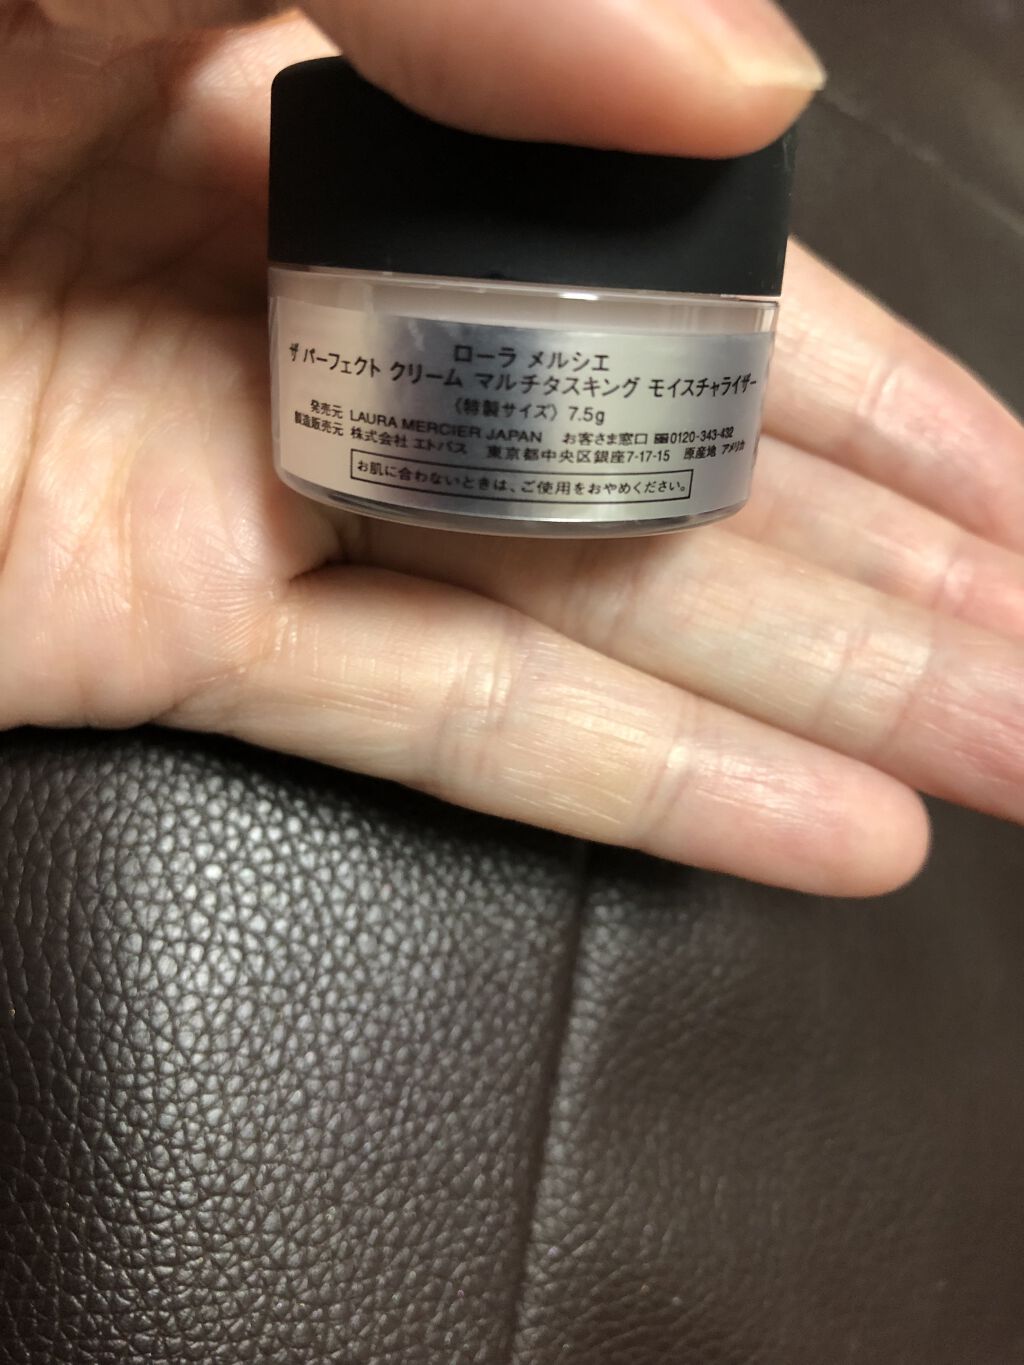 ローラ メルシエ
ザ パーフェクト クリーム マルチタスキング モイスチャライザー
〈特製サイズ〉 7.5g
発売元 LAURA MERCIER JAPAN お客さま窓口 0120-343-432
製造販売元 株式会社 エトバス 東京都中央区銀座7-17-15 原産地 アメリカ
お肌に合わないときは、ご使用をおやめください。